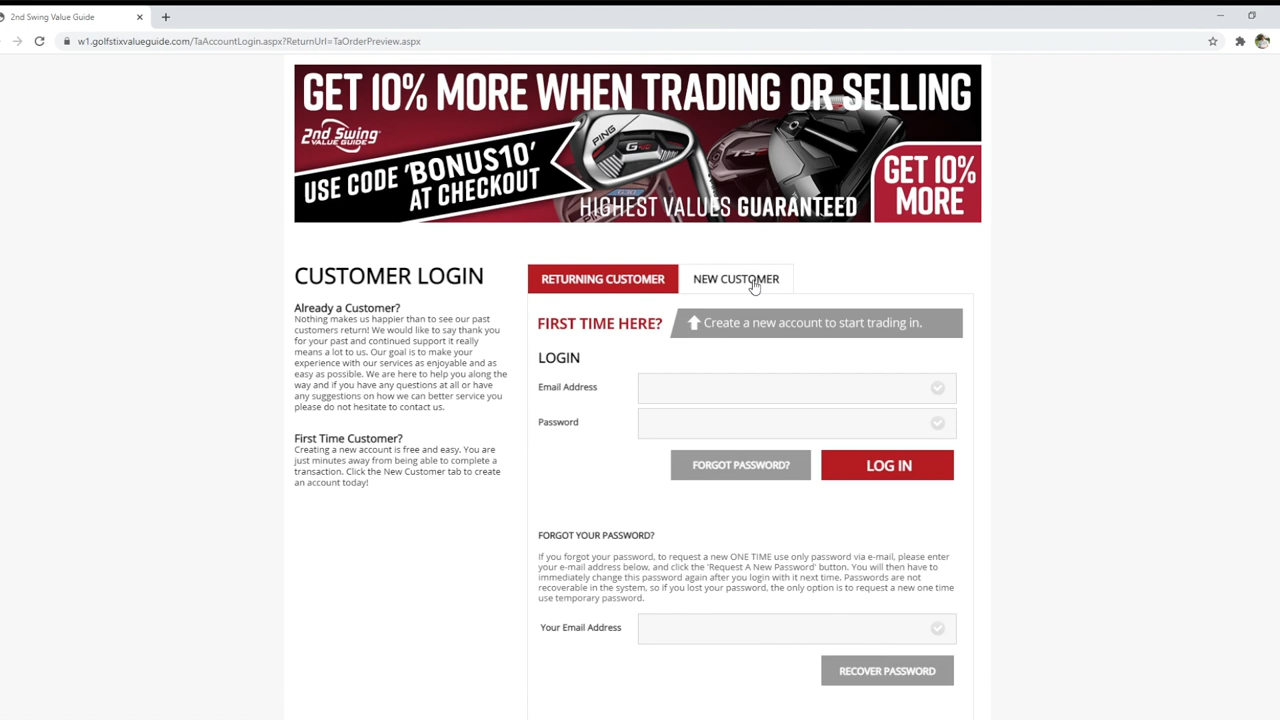 2nd Swing Value Guide
w1.golfstixvalueguide.com/TaAccountLogin.aspx?ReturnUrl=TaOrderPreview.aspx
GET 10% MORE WHEN TRADING OR SELLING
2nd Swing
VALUE GUIDE
USE CODE 'BONUS10'
AT CHECKOUT
PING
G410
G30
TS
HIGHEST VALUES GUARANTEED
GET 10%
MORE
CUSTOMER LOGIN
Already a Customer?
Nothing makes us happier than to see our past
customers return! We would like to say thank you
for your past and continued support it really
means a lot to us. Our goal is to make your
experience with our services as enjoyable and as
easy as possible. We are here to help you along the
way and if you have any questions at all or have
any suggestions on how we can better service you
please do not hesitate to contact us.
First Time Customer?
Creating a new account is free and easy. You are
just minutes away from being able to complete a
transaction. Click the New Customer tab to create
an account today!
RETURNING CUSTOMER
NEW CUSTOMER
FIRST TIME HERE?
Create a new account to start trading in.
LOGIN
Email Address
Password
FORGOT PASSWORD?
LOG IN
FORGOT YOUR PASSWORD?
If you forgot your password, to request a new ONE TIME use only password via e-mail, please enter
your e-mail address below, and click the 'Request A New Password' button. You will then have to
immediately change this password again after you login with it next time. Passwords are not
recoverable in the system, so if you lost your password, the only option is to request a new one time
use temporary password.
Your Email Address
RECOVER PASSWORD